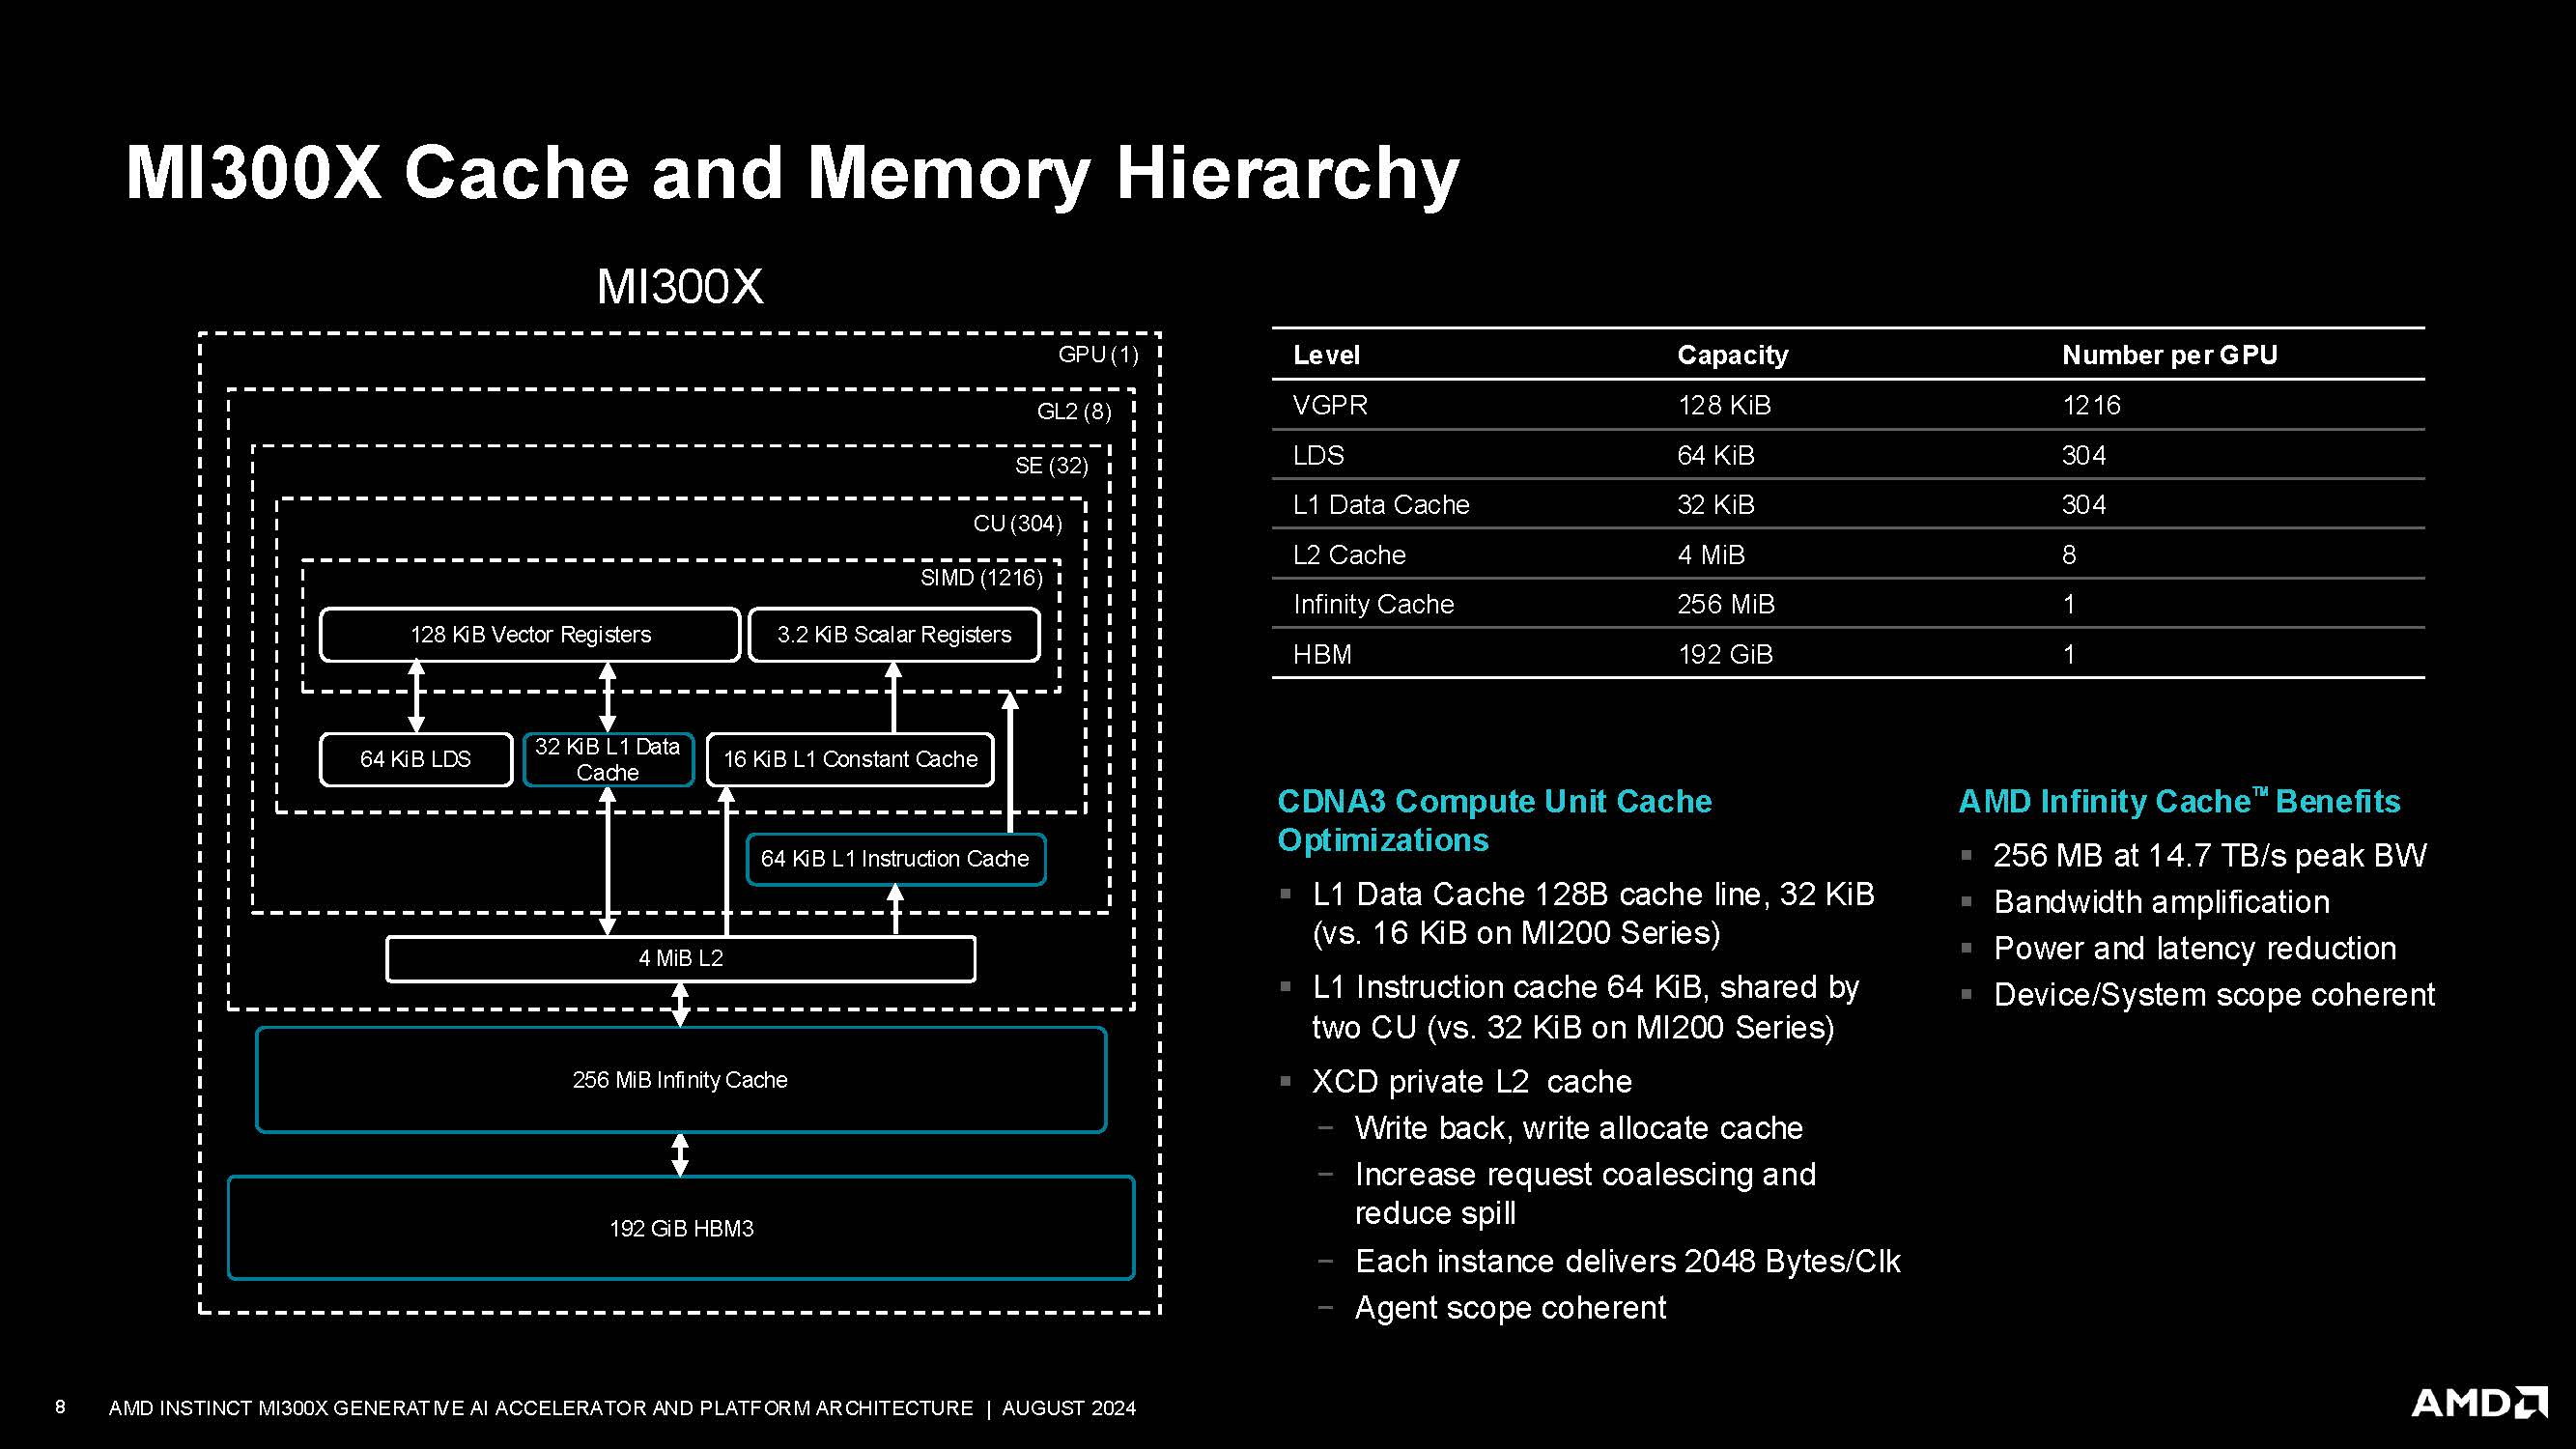 MI300X Cache and Memory Hierarchy
MI300X
GPU (1)
GL2 (8)
SE (32)
CU (304)
SIMD (1216)
128 KiB Vector Registers
3.2 KiB Scalar Registers
64 KiB LDS
32 KiB L1 Data
Cache
16 KiB L1 Constant Cache
64 KiB L1 Instruction Cache
4 MiB L2
256 MiB Infinity Cache
192 GiB HBM3
Level Capacity Number per GPU
VGPR 128 KiB 1216
LDS 64 KiB 304
L1 Data Cache 32 KiB 304
L2 Cache 4 MiB 8
Infinity Cache 256 MiB 1
HBM 192 GiB 1
CDNA3 Compute Unit Cache
Optimizations
▪ L1 Data Cache 128B cache line, 32 KiB
(vs. 16 KiB on MI200 Series)
▪ L1 Instruction cache 64 KiB, shared by
two CU (vs. 32 KiB on MI200 Series)
▪ XCD private L2 cache
− Write back, write allocate cache
− Increase request coalescing and
reduce spill
− Each instance delivers 2048 Bytes/Clk
− Agent scope coherent
AMD Infinity Cache™ Benefits
▪ 256 MB at 14.7 TB/s peak BW
▪ Bandwidth amplification
▪ Power and latency reduction
▪ Device/System scope coherent
8 AMD INSTINCT MI300X GENERATIVE AI ACCELERATOR AND PLATFORM ARCHITECTURE | AUGUST 2024
AMD